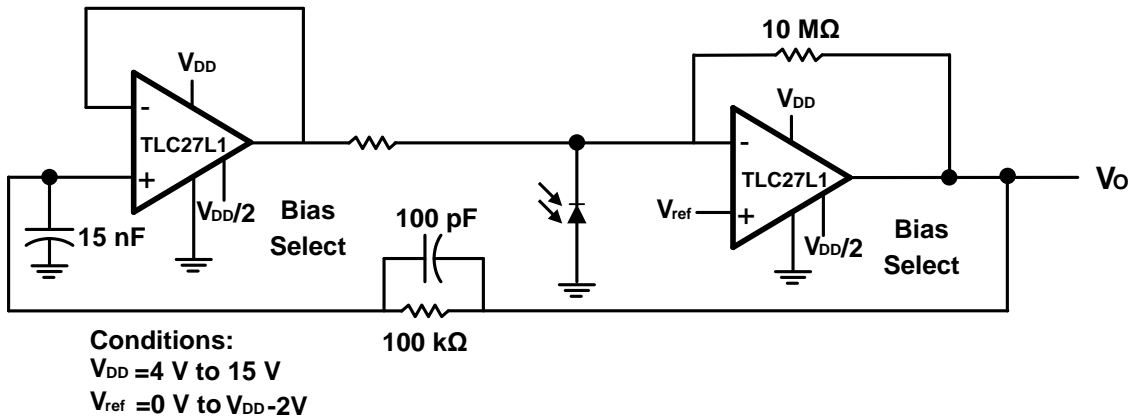 10 MΩ
VDD
-
TLC27L1
+
VDD/2
15 nF
Bias
Select
100 pF
100 kΩ
VDD
-
TLC27L1
+
Vref
VDD/2
Bias
Select
VO
Conditions:
VDD =4 V to 15 V
Vref =0 V to VDD-2V